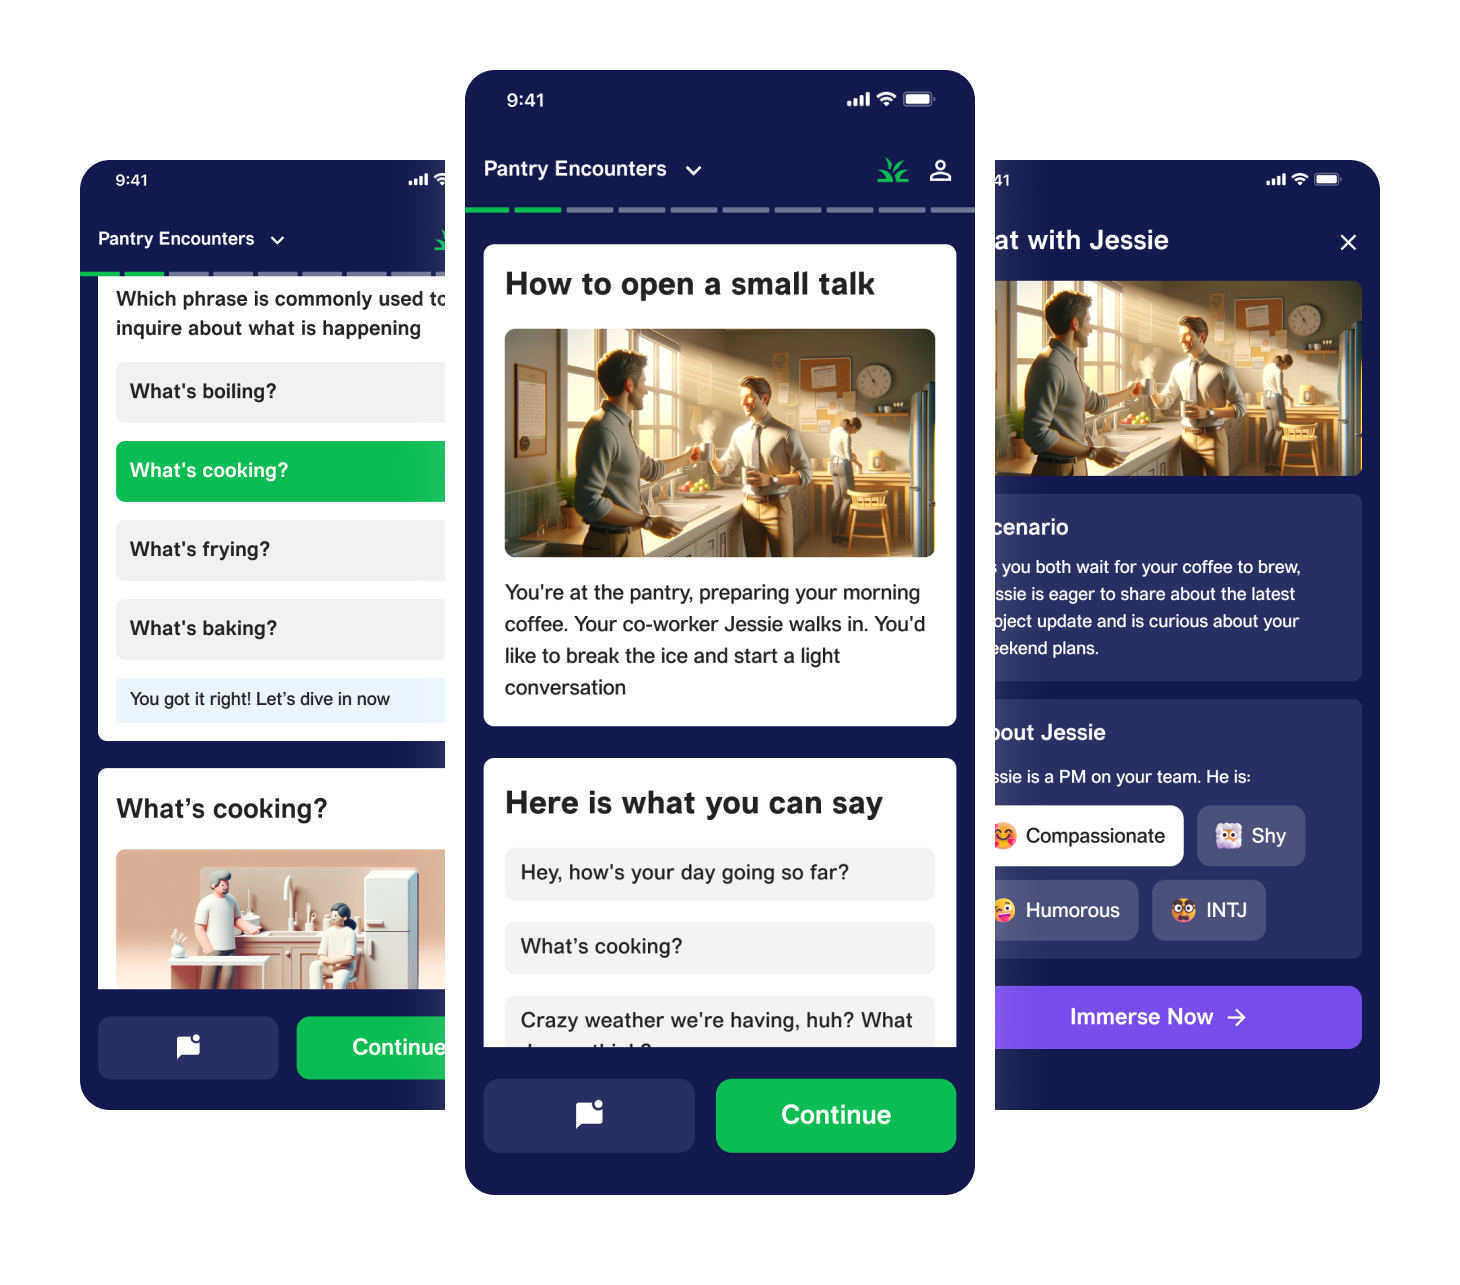 9:41
Pantry Encounters
Which phrase is commonly used to
inquire about what is happening
What's boiling?
What's cooking?
What's frying?
What's baking?
You got it right! Let’s dive in now
What’s cooking?
Continue
9:41
Pantry Encounters
How to open a small talk
You're at the pantry, preparing your morning
coffee. Your co-worker Jessie walks in. You'd
like to break the ice and start a light
conversation
Here is what you can say
Hey, how's your day going so far?
What’s cooking?
Crazy weather we're having, huh? What
Continue
41
at with Jessie
cenario
you both wait for your coffee to brew,
ssie is eager to share about the latest
oject update and is curious about your
eekend plans.
bout Jessie
ssie is a PM on your team. He is:
Compassionate
Shy
Humorous
INTJ
Immerse Now